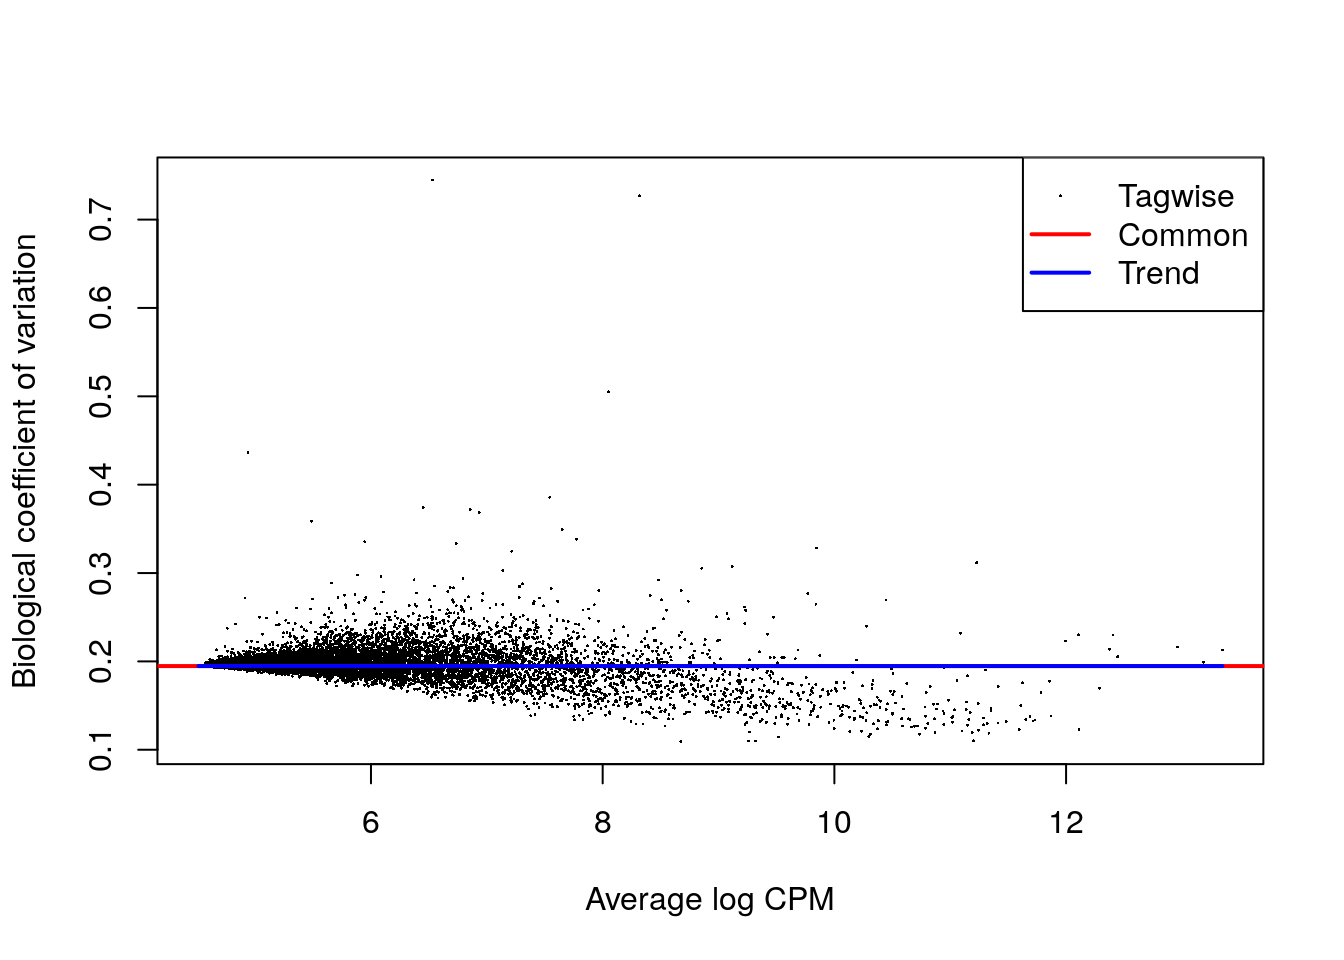 Tagwise
Common
Trend
Biological coefficient of variation
0.7
0.6
0.5
0.4
0.3
0.2
0.1
6 8 10 12
Average log CPM